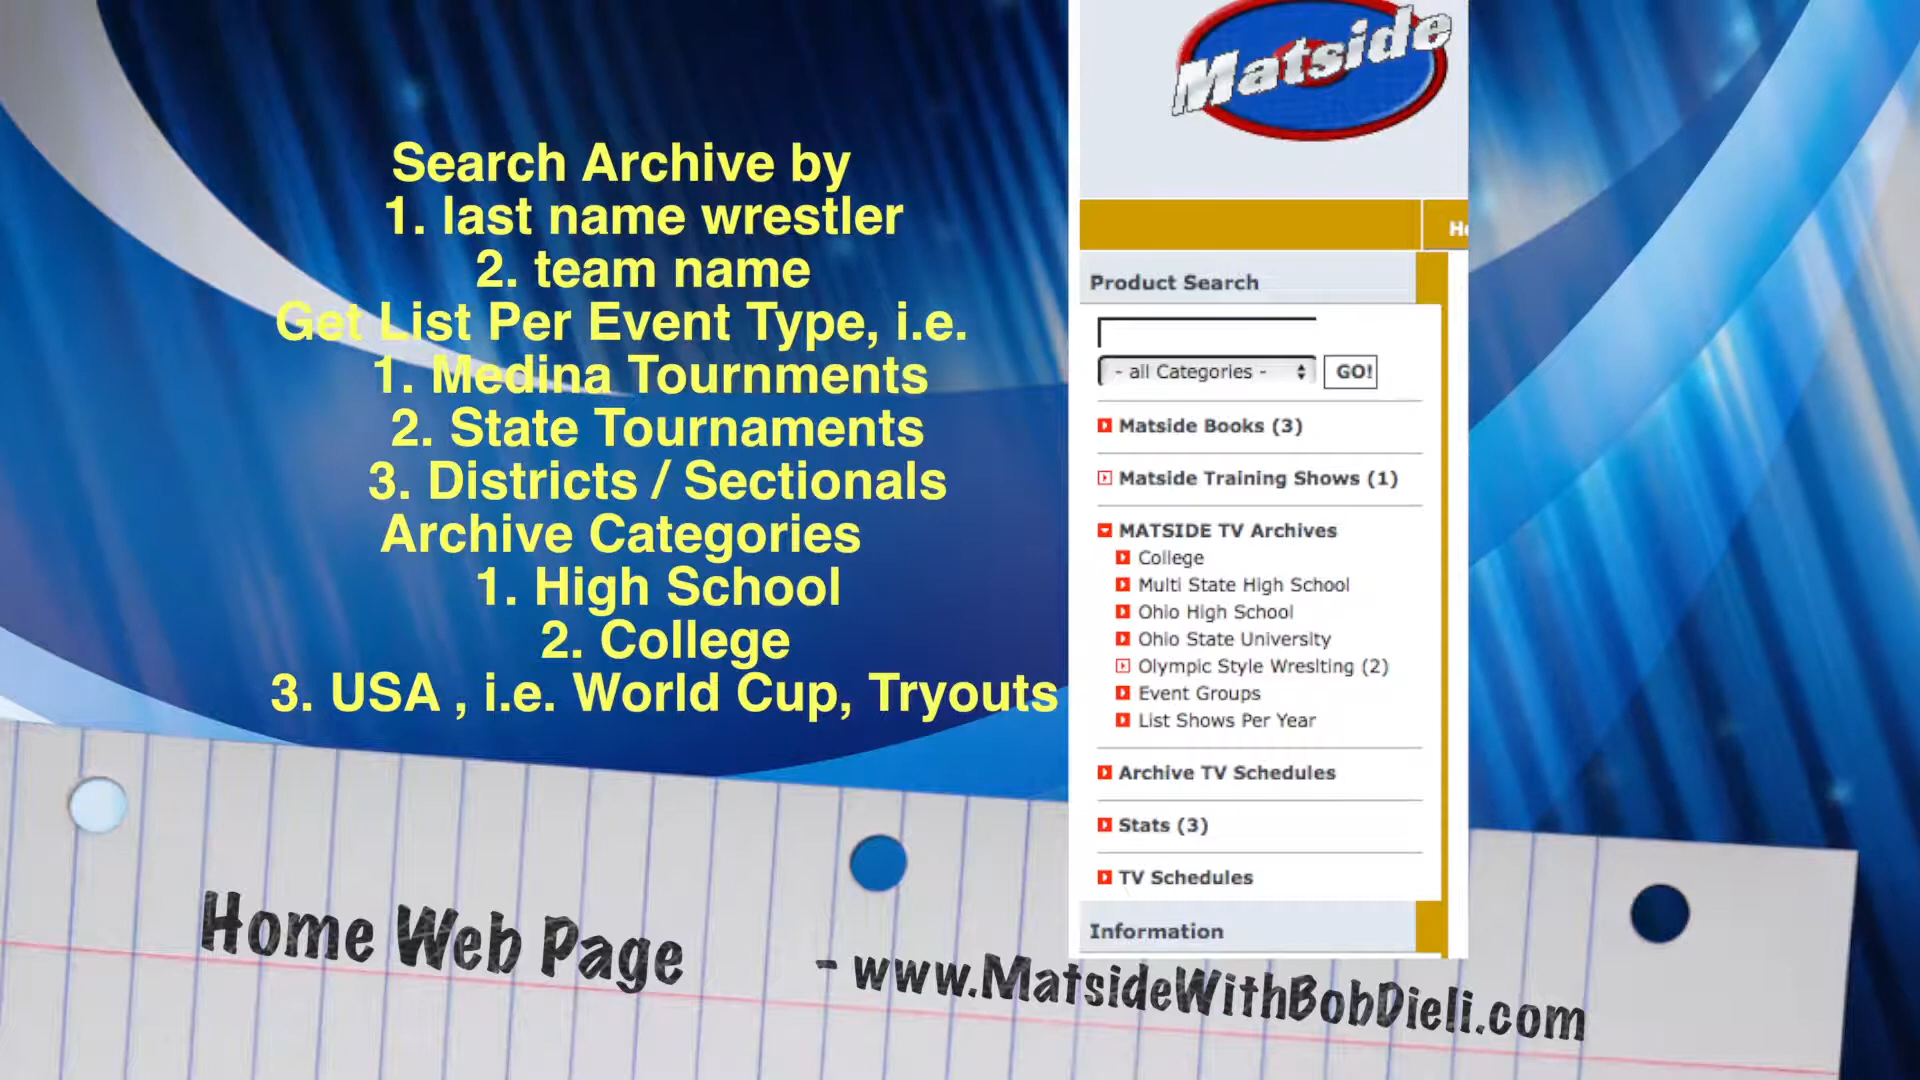 Search Archive by
1. last name wrestler
2. team name
Get List Per Event Type, i.e.
1. Medina Tournments
2. State Tournaments
3. Districts / Sectionals
Archive Categories
1. High School
2. College
3. USA , i.e. World Cup, Tryouts
Matside
Product Search
- all Categories -
GO!
Matside Books (3)
Matside Training Shows (1)
MATSIDE TV Archives
College
Multi State High School
Ohio High School
Ohio State University
Olympic Style Wreslting (2)
Event Groups
List Shows Per Year
Archive TV Schedules
Stats (3)
TV Schedules
Information
Home Web Page - www.MatsideWithBobDieli.com